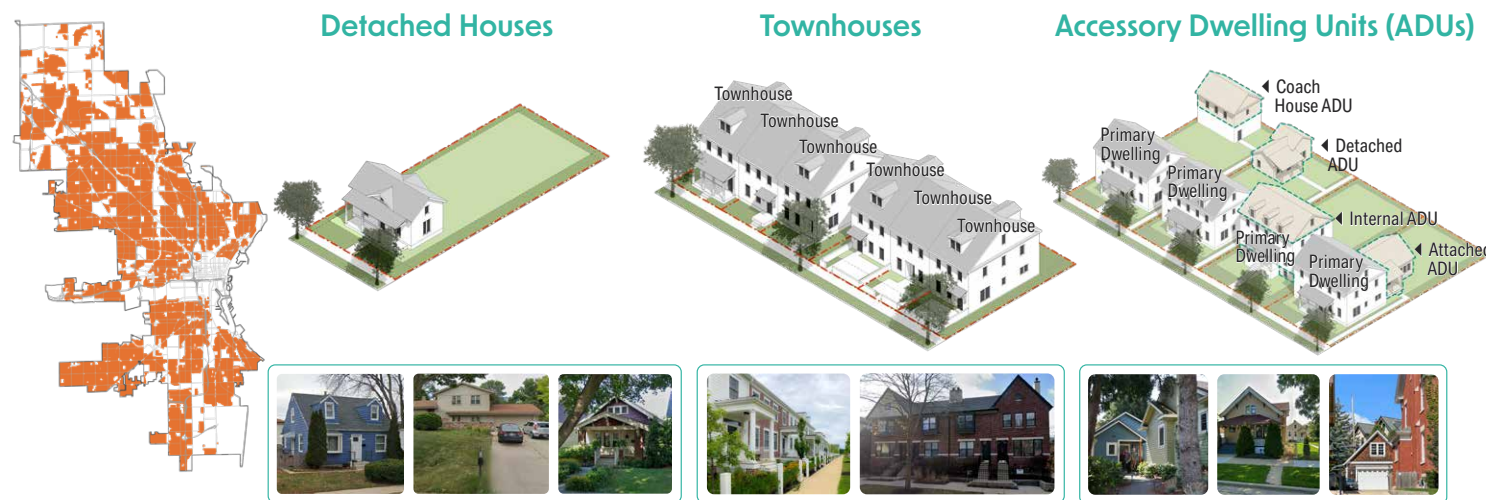 Detached Houses
Townhouses
Accessory Dwelling Units (ADUs)
Townhouse
Townhouse
Townhouse
Townhouse
Townhouse
Townhouse
Coach
House ADU
Detached
ADU
Internal ADU
Attached
ADU
Primary
Dwelling
Primary
Dwelling
Primary
Dwelling
Primary
Dwelling